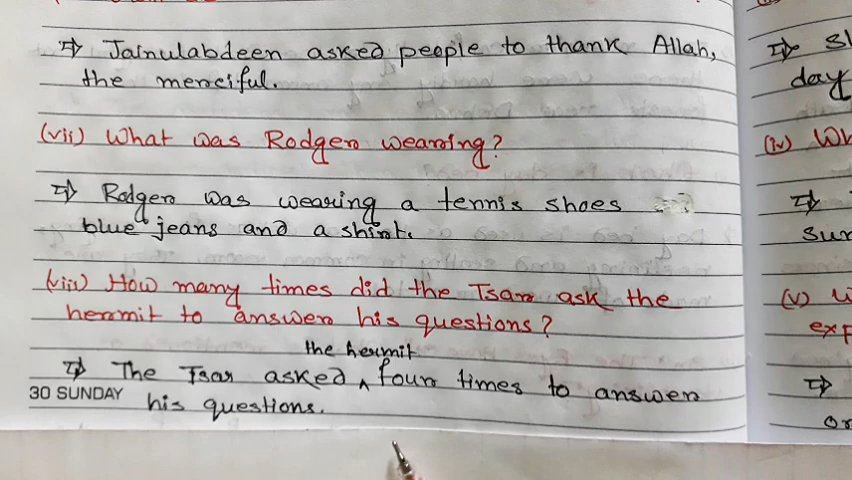 ⇒ Jainulabdeen asked people to thank Allah,
the merciful.
(vii) What was Rodger wearing?
⇒ Rodger was wearing a tennis shoes
blue jeans and a shirt.
(viii) How many times did the Tsar ask the
hermit to answer his questions?
the hermit
⇒ The Tsar asked ^ four times to answer
30 SUNDAY his questions.
⇒
day
(iv)
⇒
(v)
⇒